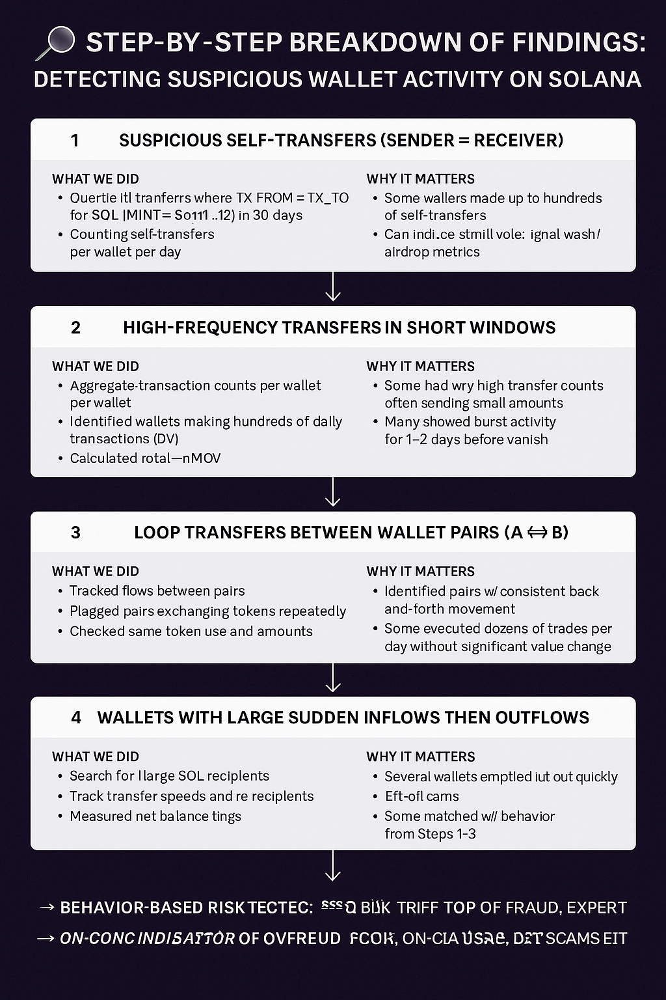 STEP-BY-STEP BREAKDOWN OF FINDINGS:
DETECTING SUSPICIOUS WALLET ACTIVITY ON SOLANA
1 SUSPICIOUS SELF-TRANSFERS (SENDER = RECEIVER)
WHAT WE DID
• Quertie itl tranferrs where TX FROM = TX_TO
for SQL |MINT= So111 ..12) in 30 days
• Counting self-transfers
per wallet per day
WHY IT MATTERS
• Some wallers made up to hundreds
of self-transfers
• Can indi.ce stmill vole: ignal wash/
airdrop metrics
2 HIGH-FREQUENCY TRANSFERS IN SHORT WINDOWS
WHAT WE DID
• Aggregate-transaction counts per wallet
per wallet
• Identified wallets making hundreds of dally
transactions (DV)
• Calculated rotal—nMOV
WHY IT MATTERS
• Some had wry high transfer counts
often sending small amounts
• Many showed burst activity
for 1–2 days before vanish
3 LOOP TRANSFERS BETWEEN WALLET PAIRS (A ⟺ B)
WHAT WE DID
• Tracked flows between pairs
• Plagged pairs exchanging tokens repeatedly
• Checked same token use and amounts
WHY IT MATTERS
• Identified pairs w/ consistent back
and-forth movement
• Some evecuted dozens of trades per
day without significant value change
4 WALLETS WITH LARGE SUDDEN INFLOWS THEN OUTFLOWS
WHAT WE DID
• Search for Ilarge SOL reciplents
• Track transfer speeds and re reciplents
• Measured net balance tings
WHY IT MATTERS
• Several wallets emptled iut out quickly
• Eft-ofl cams
• Some matched w// behavior
from Steps 1–3
→ BEHAVIOR-BASED RISK TECTEC: TRIFF TOP OF FRAUD, EXPERT
→ ON-CONC OF OVFREUD ON-CIA SCAMS EIT